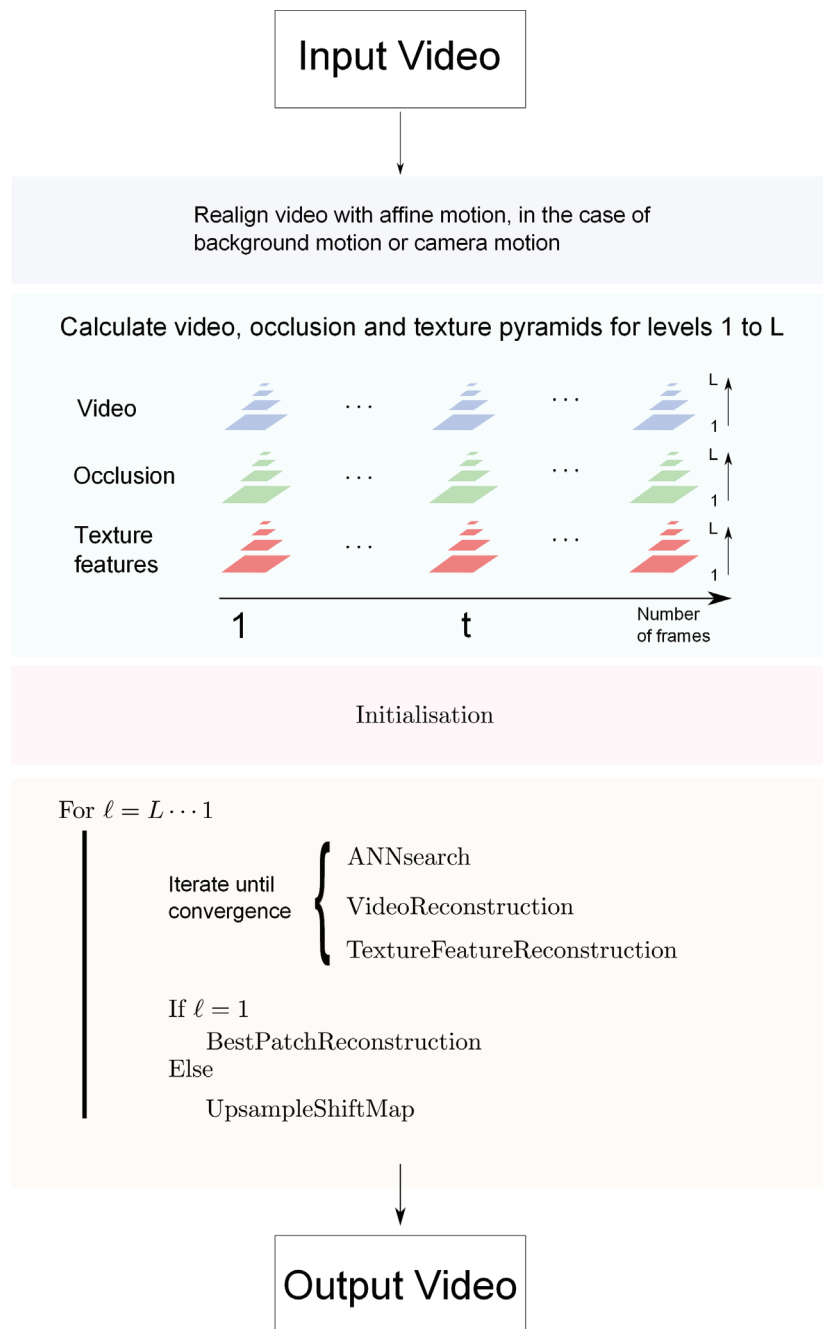 Input Video
Realign video with affine motion, in the case of
background motion or camera motion
Calculate video, occlusion and texture pyramids for levels 1 to L
Video
. . .
. . .
L
1
Occlusion
. . .
. . .
L
1
Texture
features
. . .
. . .
L
1
1
t
Number
of frames
Initialisation
For ℓ = L · · · 1
Iterate until
convergence
ANNsearch
VideoReconstruction
TextureFeatureReconstruction
If ℓ = 1
BestPatchReconstruction
Else
UpsampleShiftMap
Output Video